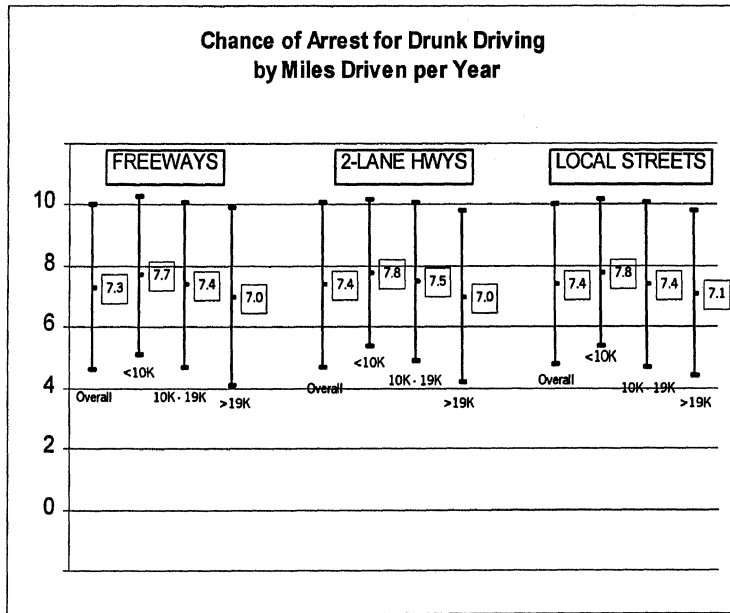 Chance of Arrest for Drunk Driving
by Miles Driven per Year
FREEWAYS
2-LANE HWYS
LOCAL STREETS
10
8
6
4
2
0
7.3
7.7
7.4
7.0
7.4
7.8
7.5
7.0
7.4
7.8
7.4
7.1
Overall
<10K
10K - 19K
>19K
Overall
<10K
10K - 19K
>19K
Overall
<10K
10K - 19K
>19K